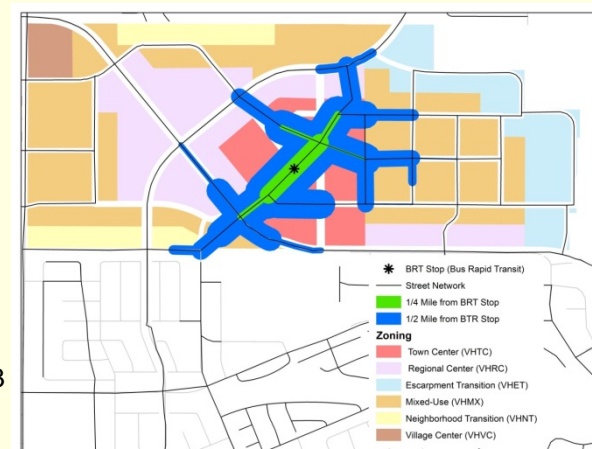 BRT Stop (Bus Rapid Transit)
Street Network
1/4 Mile from BRT Stop
1/2 Mile from BTR Stop
Zoning
Town Center (VHTC)
Regional Center (VHRC)
Escarpment Transition (VHET)
Mixed-Use (VHMX)
Neighborhood Transition (VHNT)
Village Center (VHVC)
3